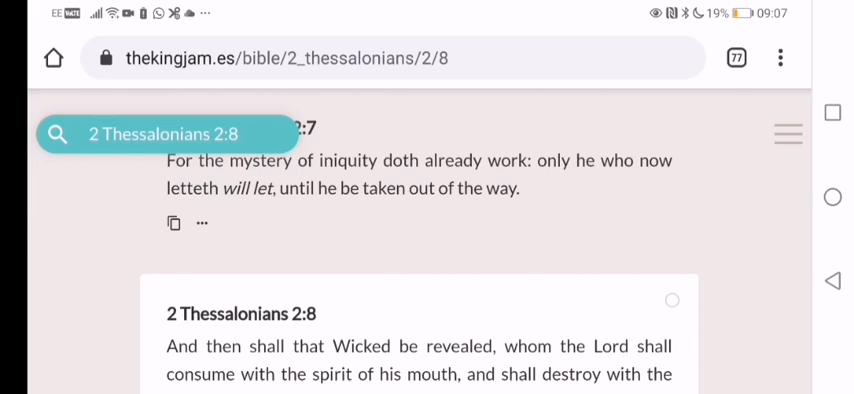 EE VoLTE 19% 09:07
thekingjam.es/bible/2_thessalonians/2/8 77
2:7
2 Thessalonians 2:8
For the mystery of iniquity doth already work: only he who now
letteth will let, until he be taken out of the way.
2 Thessalonians 2:8
And then shall that Wicked be revealed, whom the Lord shall
consume with the spirit of his mouth, and shall destroy with the